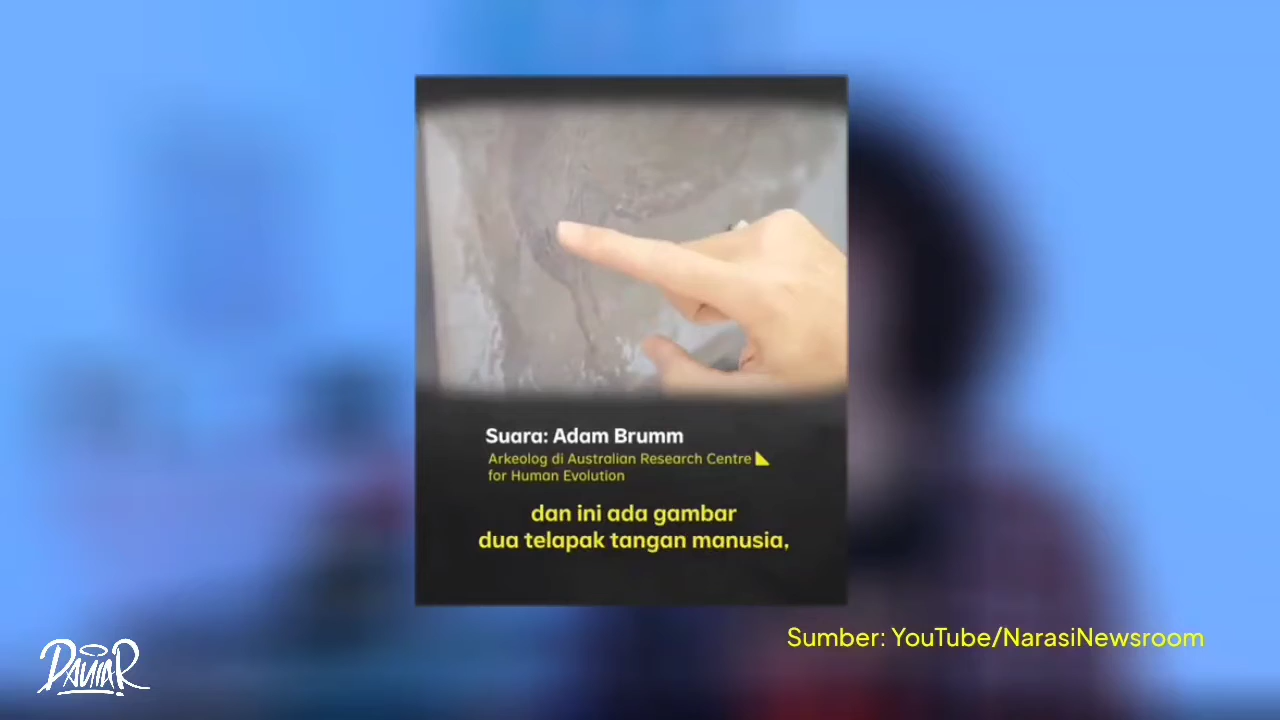 Suara: Adam Brumm
Arkeolog di Australian Research Centre
for Human Evolution
dan ini ada gambar
dua telapak tangan manusia,
Sumber: YouTube/NarasiNewsroom